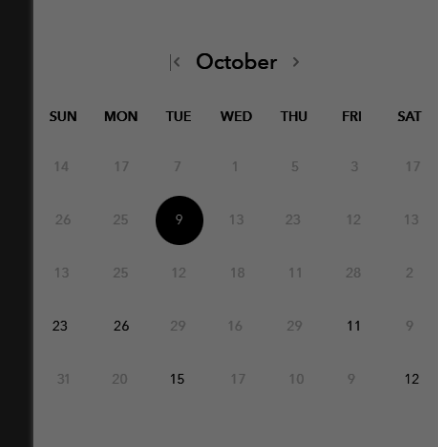 |< October >
SUN MON TUE WED THU FRI SAT
14 17 7 1 5 3 17
26 25 9 13 23 12 13
13 25 12 18 11 28 2
23 26 29 16 29 11 9
31 20 15 17 10 9 12